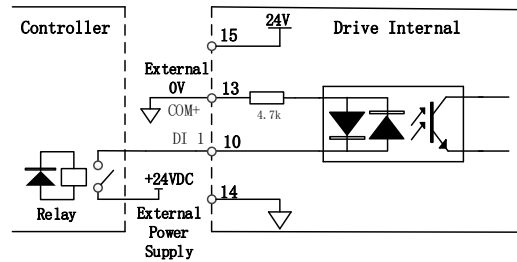 Controller
Drive Internal
15
24V
External
0V
13
COM+
4.7k
DI 1
10
+24VDC
14
Relay
External
Power
Supply